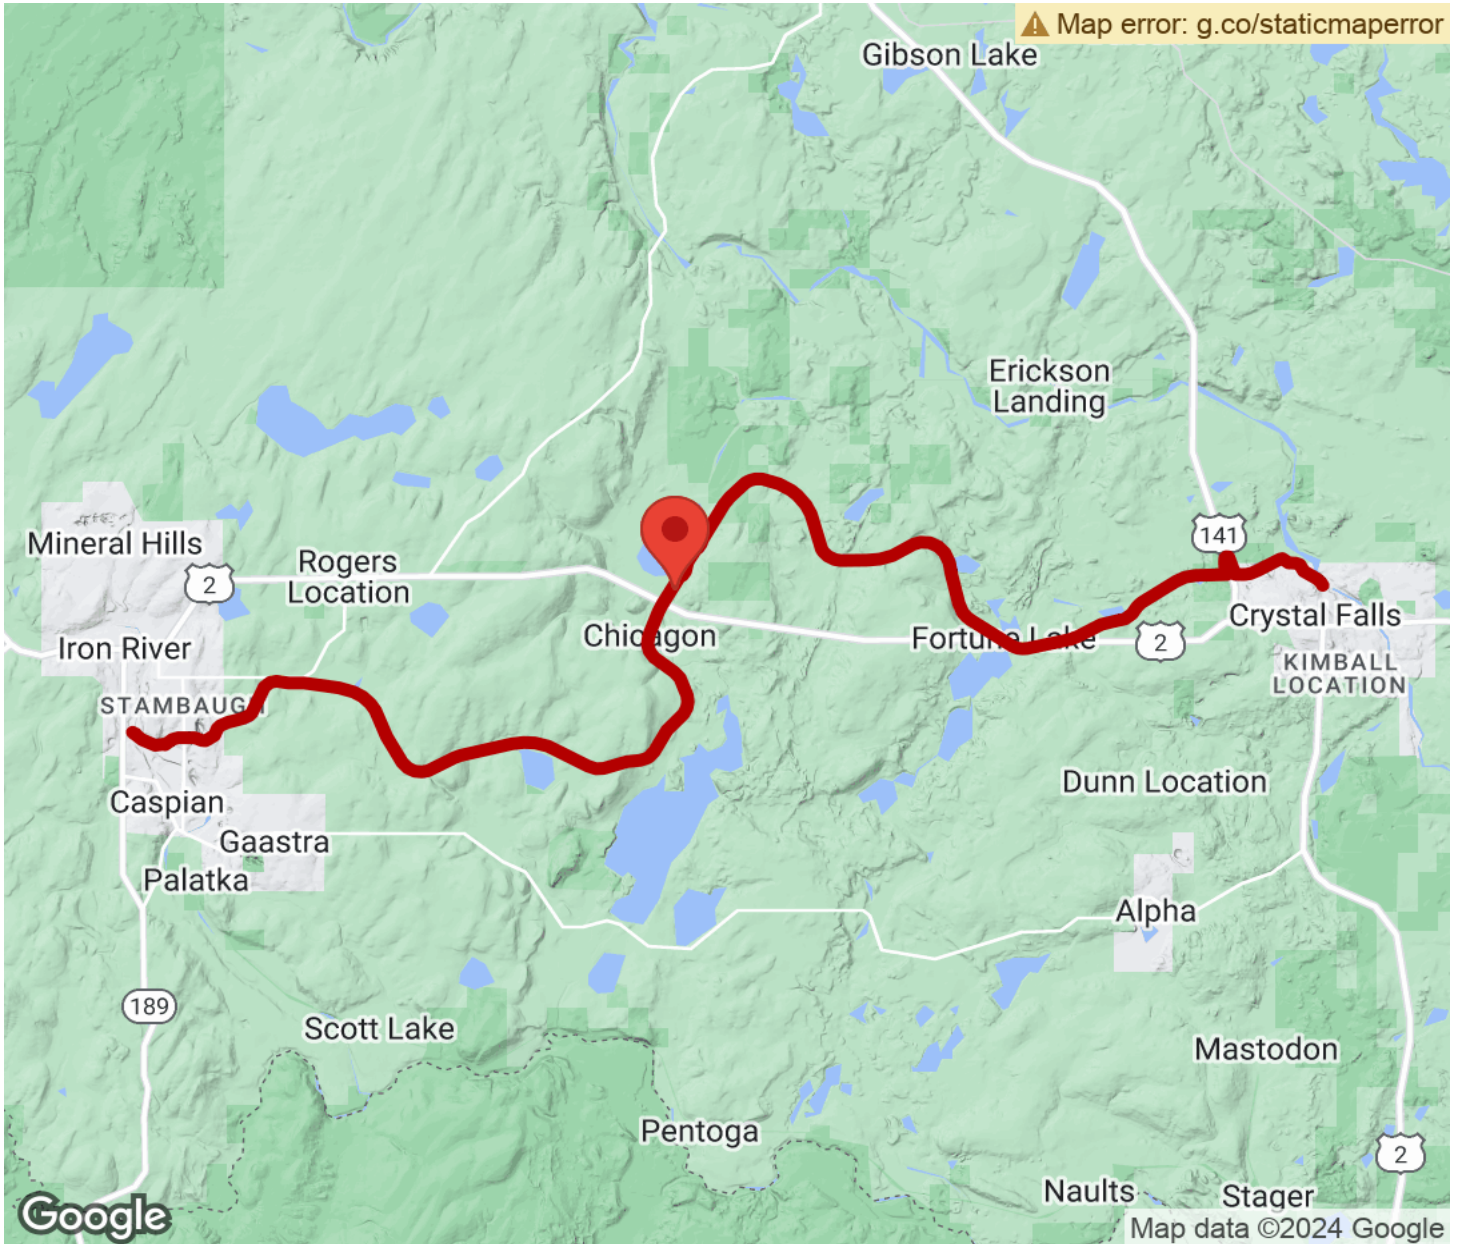 Map error: g.co/staticmaperror
Gibson Lake
Erickson
Landing
141
Mineral Hills
2
Rogers
Location
Iron River
Chicagon
Fortune Lake
2
Crystal Falls
KIMBALL
LOCATION
STAMBAUGH
Caspian
Gaastra
Palatka
Dunn Location
Alpha
189
Scott Lake
Mastodon
Pentoga
2
Naults
Stager
Google
Map data ©2024 Google